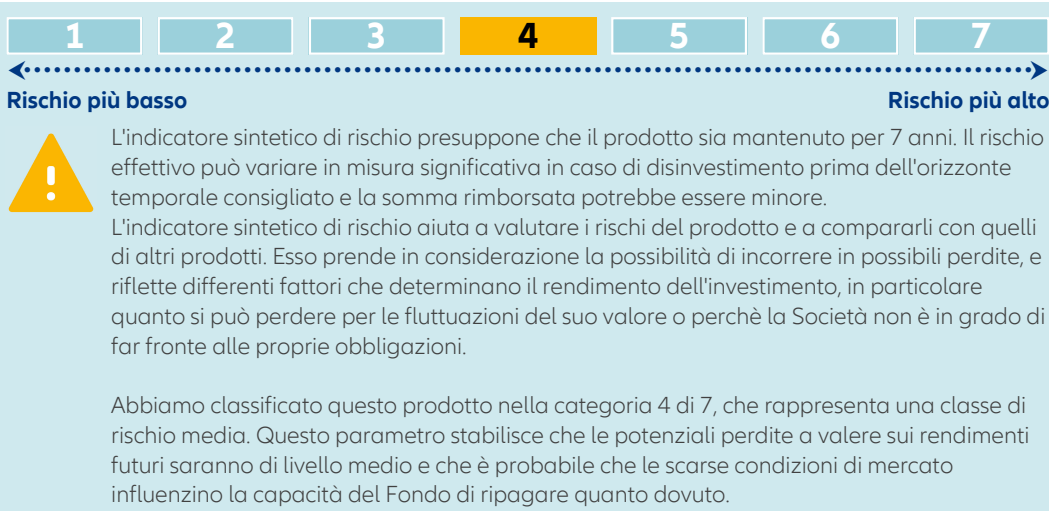 1 2 3 4 5 6 7
Rischio più basso Rischio più alto
L'indicatore sintetico di rischio presuppone che il prodotto sia mantenuto per 7 anni. Il rischio
effettivo può variare in misura significativa in caso di disinvestimento prima dell'orizzonte
temporale consigliato e la somma rimborsata potrebbe essere minore.
L'indicatore sintetico di rischio aiuta a valutare i rischi del prodotto e a compararli con quelli
di altri prodotti. Esso prende in considerazione la possibilità di incorrere in possibili perdite, e
riflette differenti fattori che determinano il rendimento dell'investimento, in particolare
quanto si può perdere per le fluttuazioni del suo valore o perchè la Società non è in grado di
far fronte alle proprie obbligazioni.
Abbiamo classificato questo prodotto nella categoria 4 di 7, che rappresenta una classe di
rischio media. Questo parametro stabilisce che le potenziali perdite a valere sui rendimenti
futuri saranno di livello medio e che è probabile che le scarse condizioni di mercato
influenzino la capacità del Fondo di ripagare quanto dovuto.